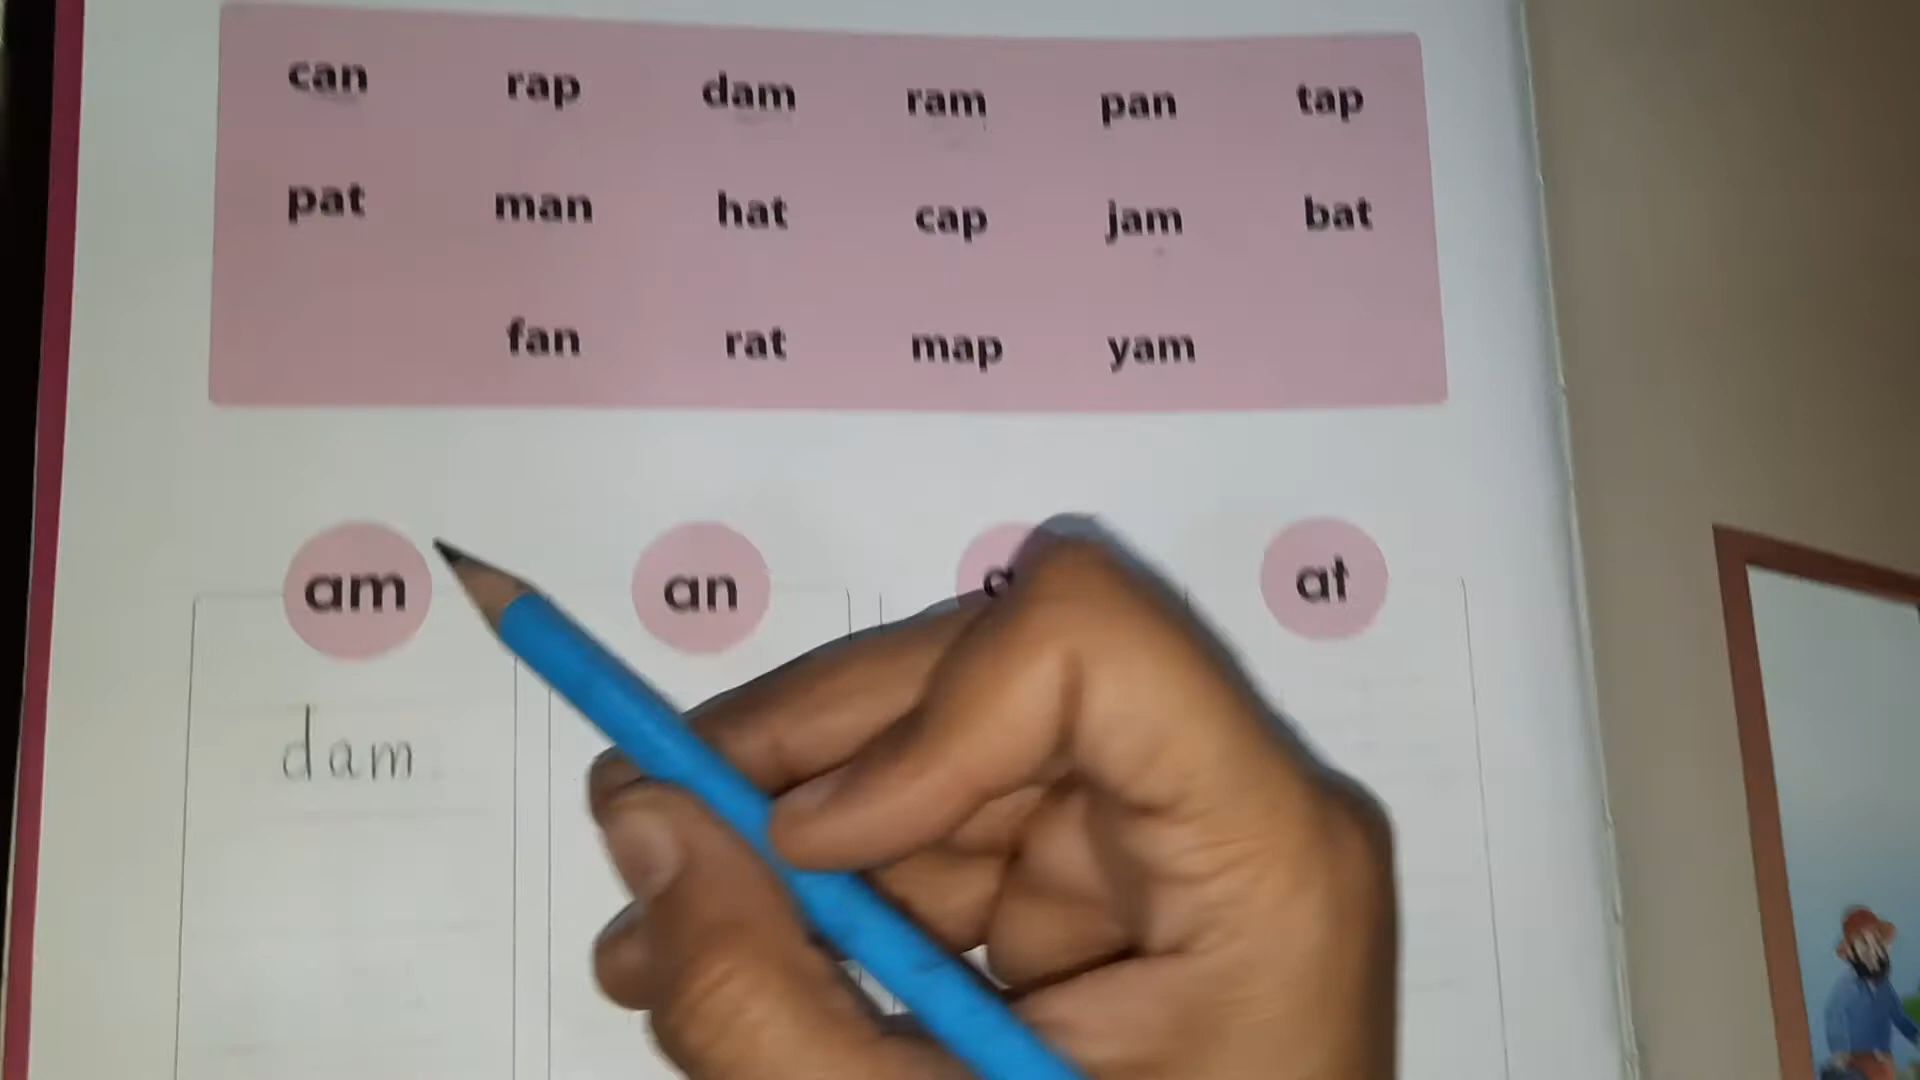 can rap dam ram pan tap
pat man hat cap jam bat
fan rat map yam
am an at
dam